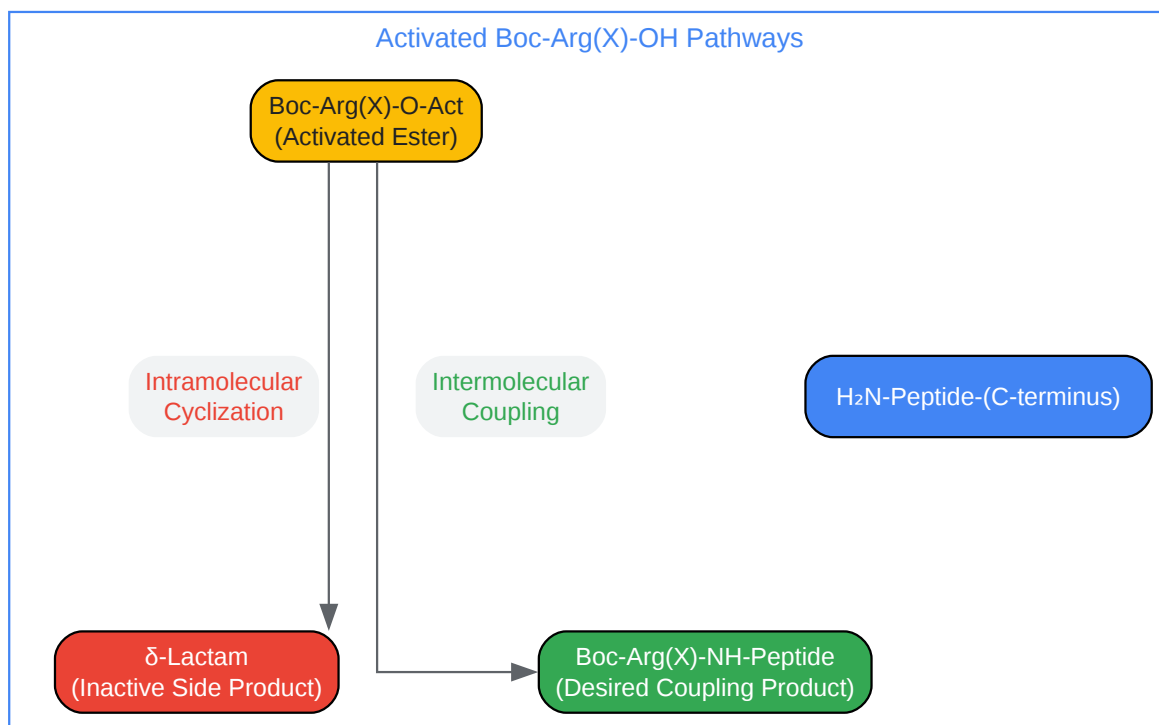 Activated Boc-Arg(X)-OH Pathways
Boc-Arg(X)-O-Act
(Activated Ester)
Intramolecular
Cyclization
Intermolecular
Coupling
H₂N-Peptide-(C-terminus)
δ-Lactam
(Inactive Side Product)
Boc-Arg(X)-NH-Peptide
(Desired Coupling Product)